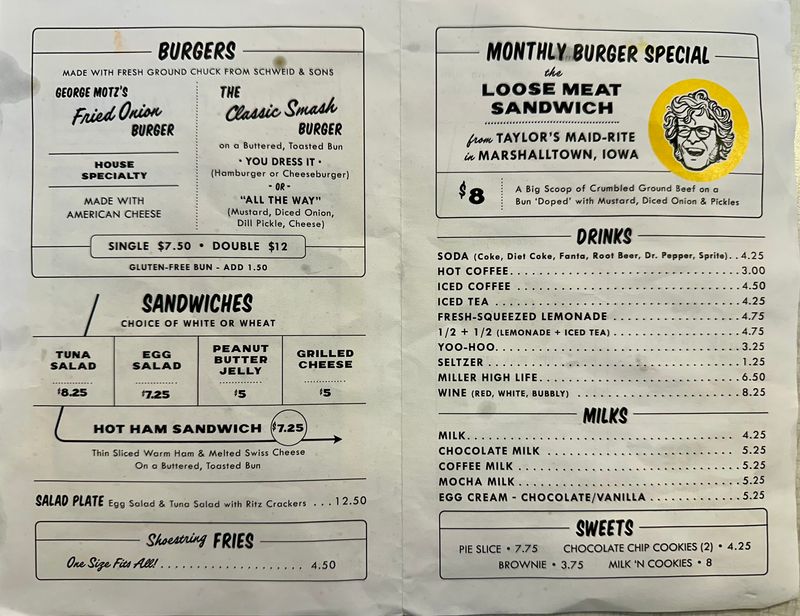 BURGERS
MADE WITH FRESH GROUND CHUCK FROM SCHWEID & SONS
GEORGE MOTZ'S
Fried Onion
BURGER
HOUSE
SPECIALTY
MADE WITH
AMERICAN CHEESE
THE
Classic Smash
BURGER
on a Buttered, Toasted Bun
• YOU DRESS IT •
(Hamburger or Cheeseburger)
- OR -
"ALL THE WAY"
(Mustard, Diced Onion,
Dill Pickle, Cheese)
SINGLE $7.50 • DOUBLE $12
GLUTEN-FREE BUN - ADD 1.50
SANDWICHES
CHOICE OF WHITE OR WHEAT
TUNA
SALAD
$8.25
EGG
SALAD
$7.25
PEANUT
BUTTER
JELLY
$5
GRILLED
CHEESE
$5
HOT HAM SANDWICH $7.25
Thin Sliced Warm Ham & Melted Swiss Cheese
On a Buttered, Toasted Bun
SALAD PLATE Egg Salad & Tuna Salad with Ritz Crackers ... 12.50
Shoestring FRIES
One Size Fits All! .................... 4.50
MONTHLY BURGER SPECIAL
the
LOOSE MEAT
SANDWICH
from TAYLOR'S MAID-RITE
in MARSHALLTOWN, IOWA
$8
A Big Scoop of Crumbled Ground Beef on a
Bun 'Doped' with Mustard, Diced Onion & Pickles
DRINKS
SODA (Coke, Diet Coke, Fanta, Root Beer, Dr. Pepper, Sprite).. 4.25
HOT COFFEE.......................... 3.00
ICED COFFEE .......................... 4.50
ICED TEA ............................. 4.25
FRESH-SQUEEZED LEMONADE ............. 4.75
1/2 + 1/2 (LEMONADE + ICED TEA) ............. 4.75
YOO-HOO............................. 3.25
SELTZER ............................. 1.25
MILLER HIGH LIFE....................... 6.50
WINE (RED, WHITE, BUBBLY) .................. 8.25
MILKS
MILK................................ 4.25
CHOCOLATE MILK ...................... 5.25
COFFEE MILK ......................... 5.25
MOCHA MILK.......................... 5.25
EGG CREAM - CHOCOLATE/VANILLA ......... 5.25
SWEETS
PIE SLICE • 7.75 CHOCOLATE CHIP COOKIES (2) • 4.25
BROWNIE • 3.75 MILK 'N COOKIES • 8